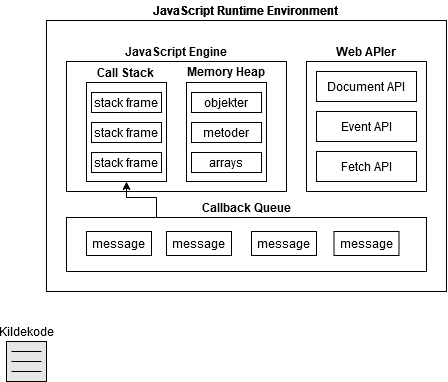 JavaScript Runtime Environment
JavaScript Engine
Web APIer
Call Stack
Memory Heap
stack frame
stack frame
stack frame
objekter
metoder
arrays
Document API
Event API
Fetch API
Callback Queue
message
message
message
message
Kildekode